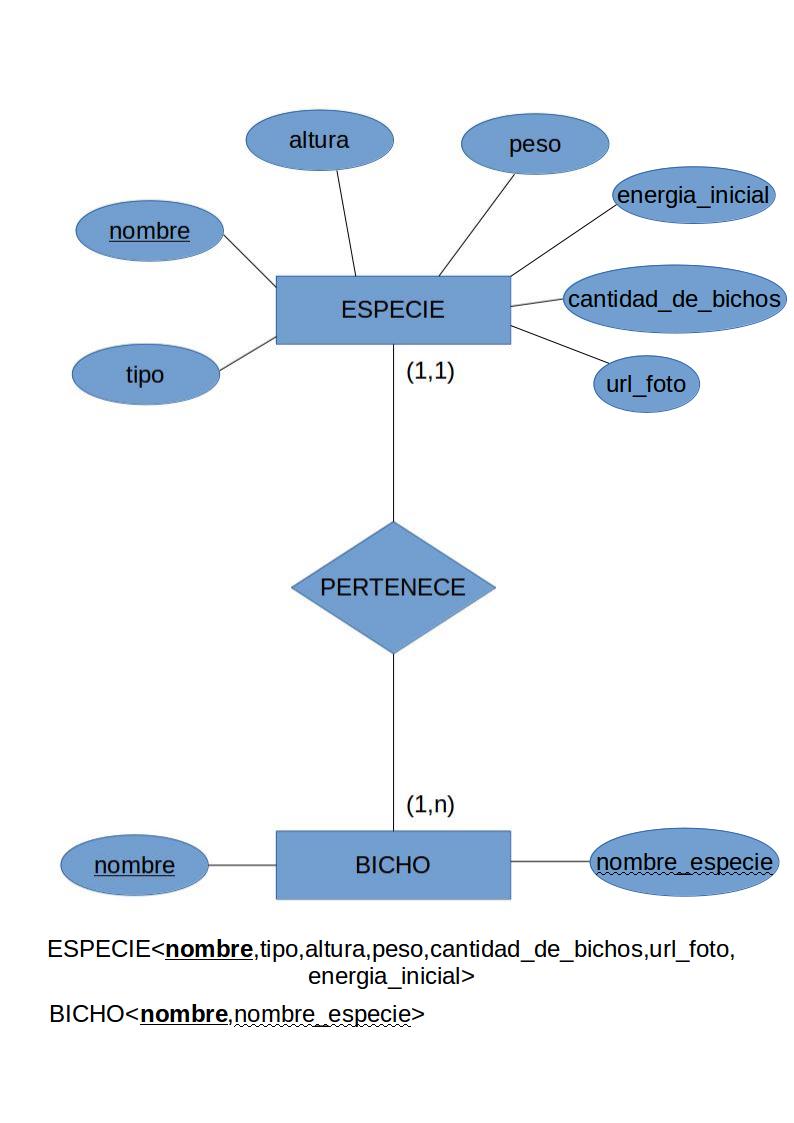 altura
peso
energia_inicial
nombre
cantidad_de_bichos
ESPECIE
tipo
url_foto
(1,1)
PERTENECE
(1,n)
nombre
BICHO
nombre_especie
ESPECIE<nombre,tipo,altura,peso,cantidad_de_bichos,url_foto,
energia_inicial>
BICHO<nombre,nombre_especie>